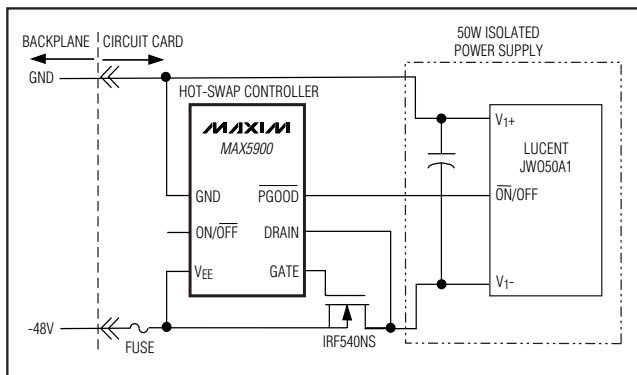 50W ISOLATED
POWER SUPPLY
BACKPLANE
CIRCUIT CARD
GND
HOT-SWAP CONTROLLER
MAXIM
MAX5900
GND
PGOOD
ON/OFF
DRAIN
VEE
GATE
V1+
LUCENT
JWO50A1
ON/OFF
V1-
-48V
FUSE
IRF540NS